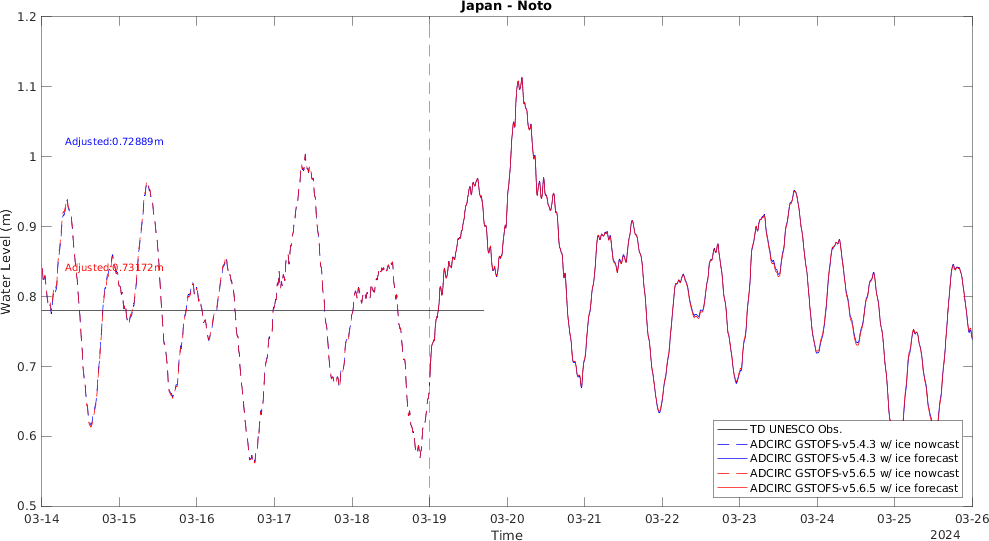 Japan - Noto
1.2
1.1
1
0.9
0.8
0.7
0.6
0.5
Water Level (m)
Adjusted:0.72889m
Adjusted:0.73172m
TD UNESCO Obs.
ADCIRC GSTOFS-v5.4.3 w/ ice nowcast
ADCIRC GSTOFS-v5.4.3 w/ ice forecast
ADCIRC GSTOFS-v5.6.5 w/ ice nowcast
ADCIRC GSTOFS-v5.6.5 w/ ice forecast
03-14 03-15 03-16 03-17 03-18 03-19 03-20 03-21 03-22 03-23 03-24 03-25 03-26
Time
2024